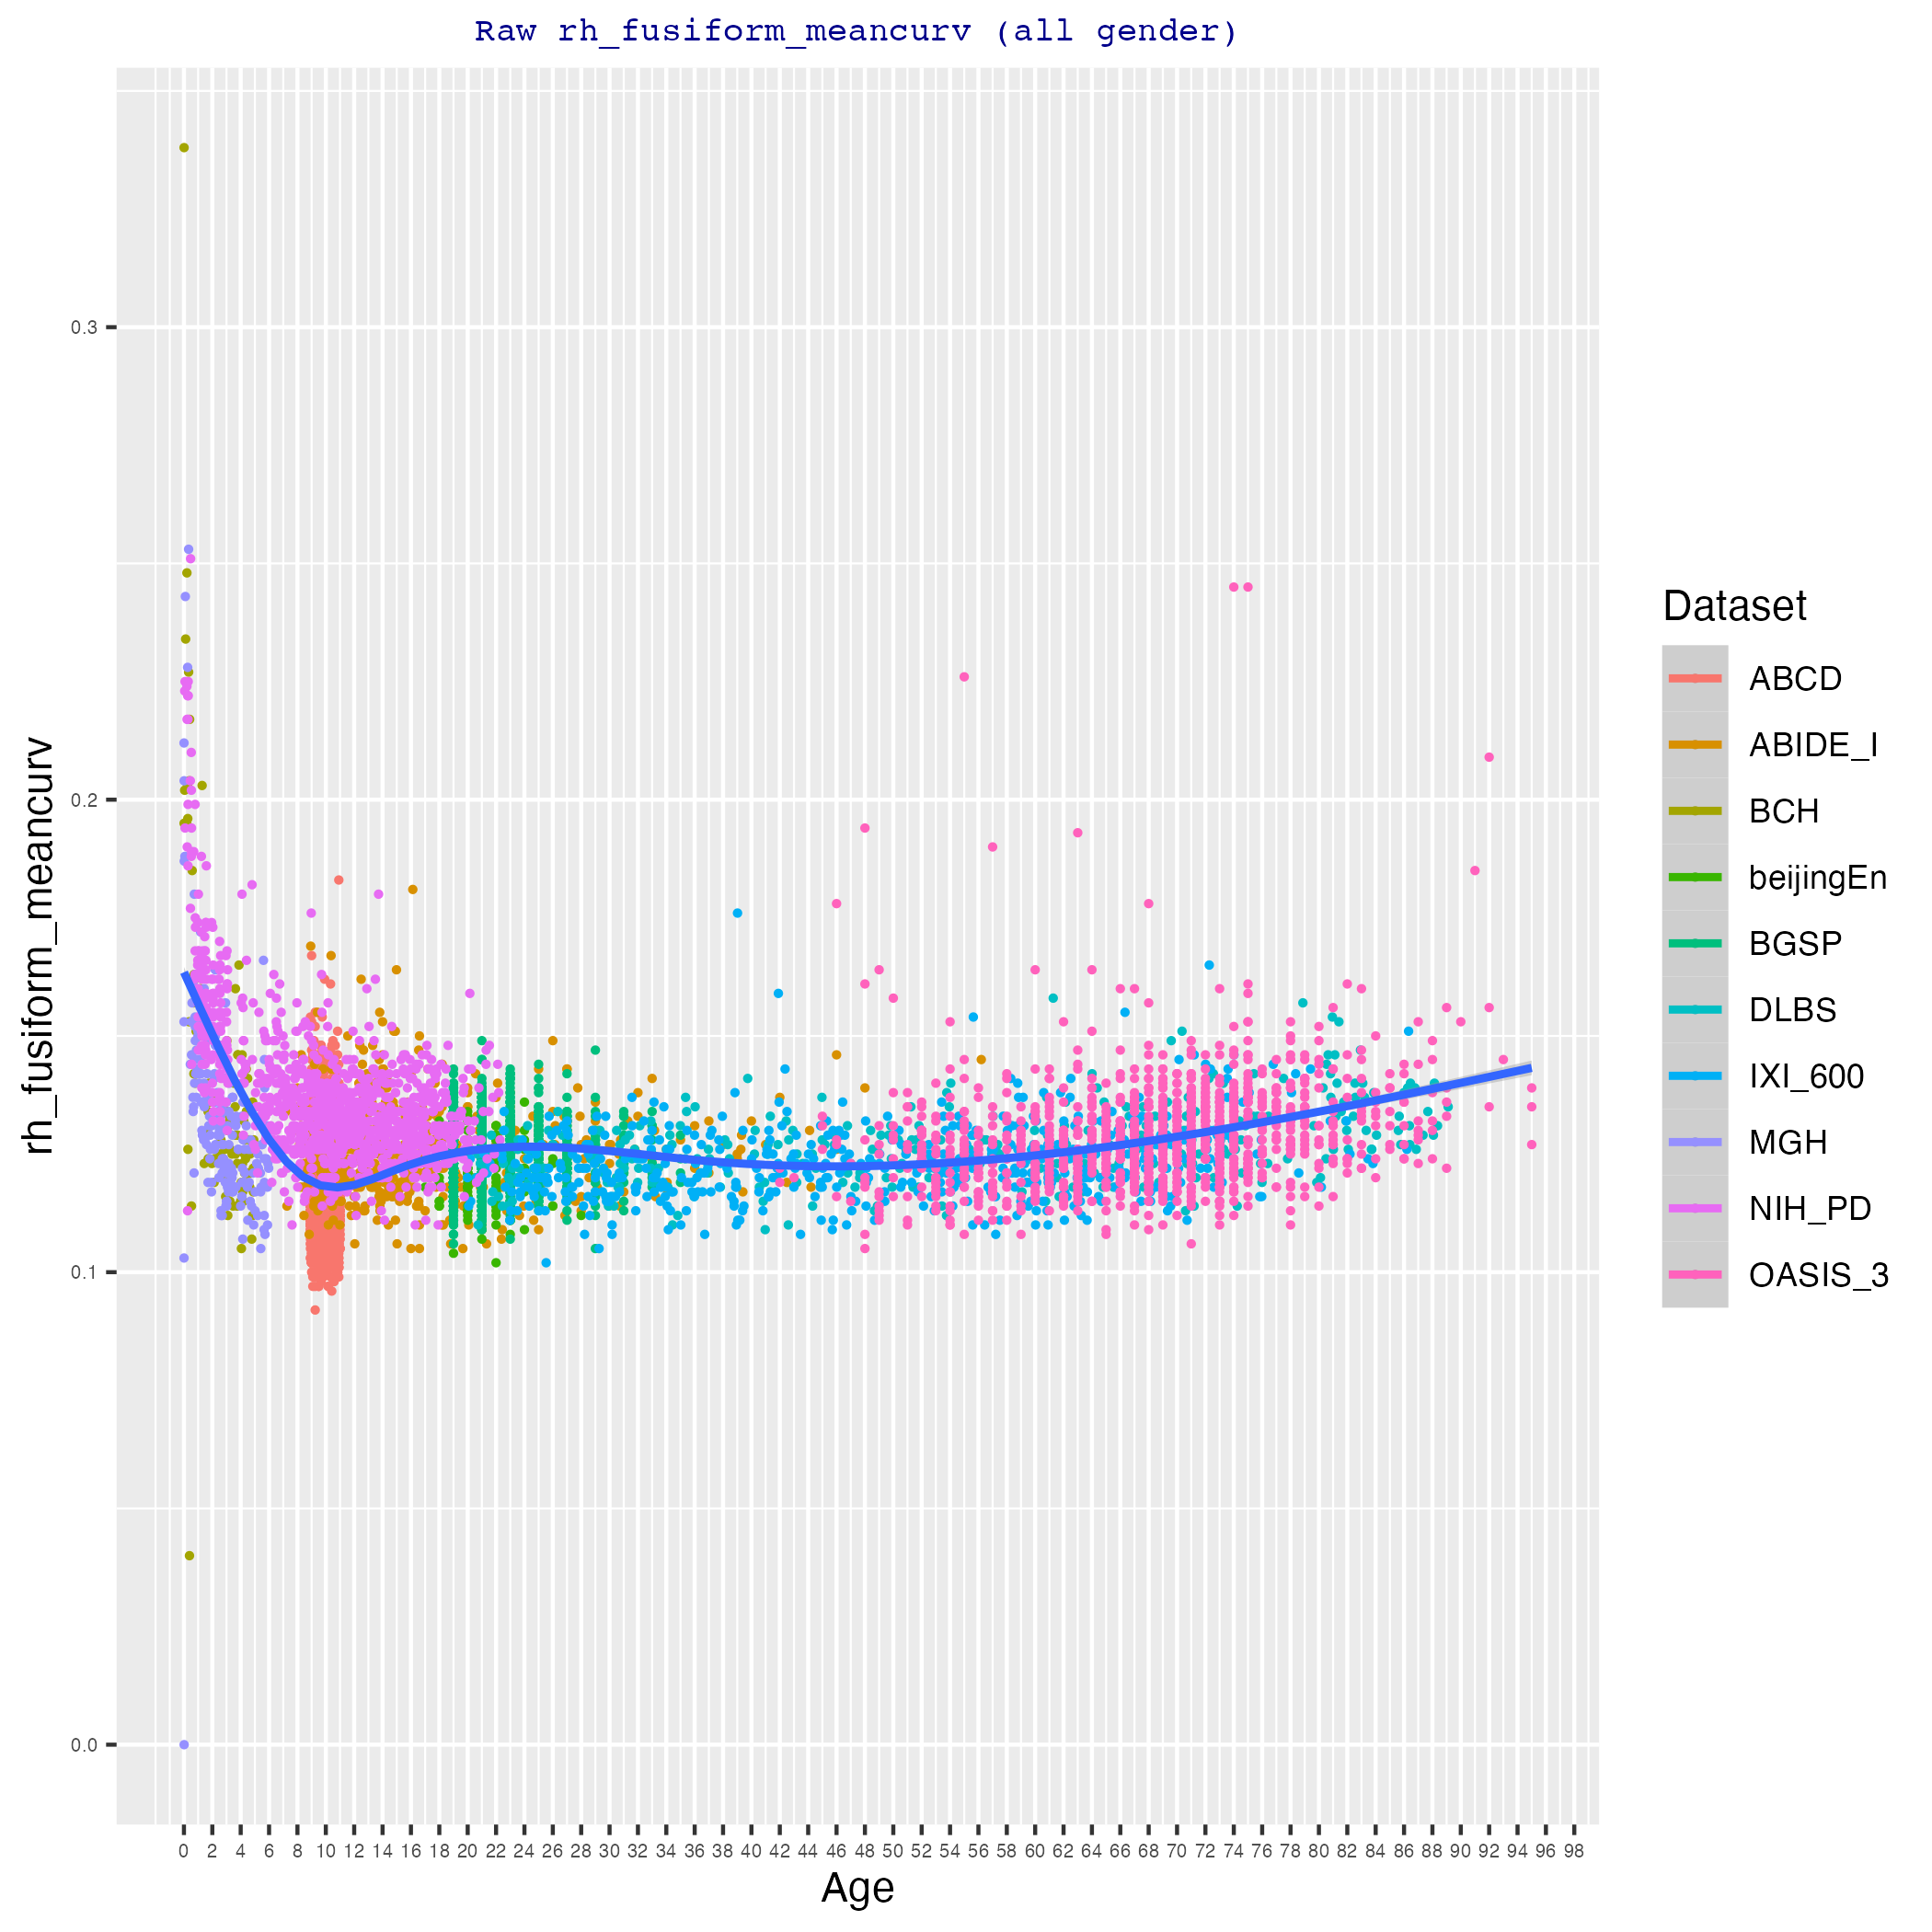 Raw rh_fusiform_meancurv (all gender)
rh_fusiform_meancurv
0.3
0.2
0.1
0.0
0 2 4 6 8 10 12 14 16 18 20 22 24 26 28 30 32 34 36 38 40 42 44 46 48 50 52 54 56 58 60 62 64 66 68 70 72 74 76 78 80 82 84 86 88 90 92 94 96 98
Age
Dataset
ABCD
ABIDE_I
BCH
beijingEn
BGSP
DLBS
IXI_600
MGH
NIH_PD
OASIS_3